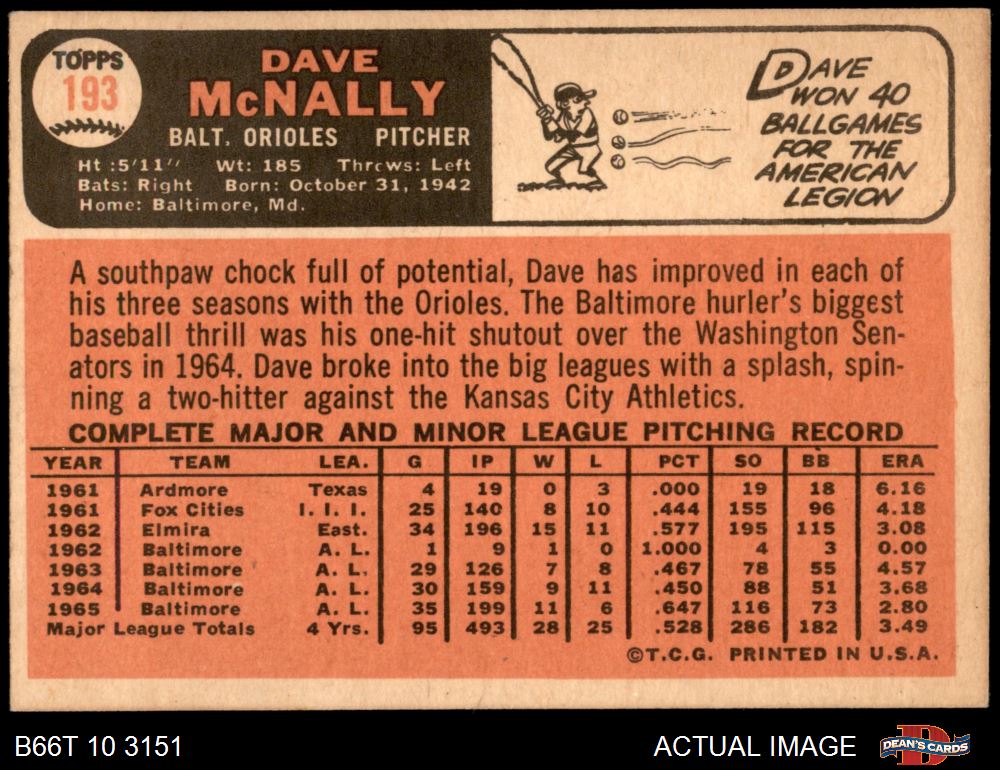 TOPPS
193
DAVE
McNALLY
BALT. ORIOLES PITCHER
Ht :5'11" Wt: 185 Throws: Left
Bats: Right Born: October 31, 1942
Home: Baltimore, Md.
DAVE
WON 40
BALLGAMES
FOR THE
AMERICAN
LEGION
A southpaw chock full of potential, Dave has improved in each of
his three seasons with the Orioles. The Baltimore hurler's biggest
baseball thrill was his one-hit shutout over the Washington Sen-
ators in 1964. Dave broke into the big leagues with a splash, spin-
ning a two-hitter against the Kansas City Athletics.
COMPLETE MAJOR AND MINOR LEAGUE PITCHING RECORD
YEAR TEAM LEA. G IP W L PCT SO BB ERA
1961 Ardmore Texas 4 19 0 3 .000 19 18 6.16
1961 Fox Cities I. I. I. 25 140 8 10 .444 155 96 4.18
1962 Elmira East. 34 196 15 11 .577 195 115 3.08
1962 Baltimore A. L. 1 9 1 0 1.000 4 3 0.00
1963 Baltimore A. L. 29 126 7 8 .467 78 55 4.57
1964 Baltimore A. L. 30 159 9 11 .450 88 51 3.68
1965 Baltimore A. L. 35 199 11 6 .647 116 73 2.80
Major League Totals 4 Yrs. 95 493 28 25 .528 286 182 3.49
©T.C.G. PRINTED IN U.S.A.
B66T 10 3151
ACTUAL IMAGE
D
DEAN'S CARDS